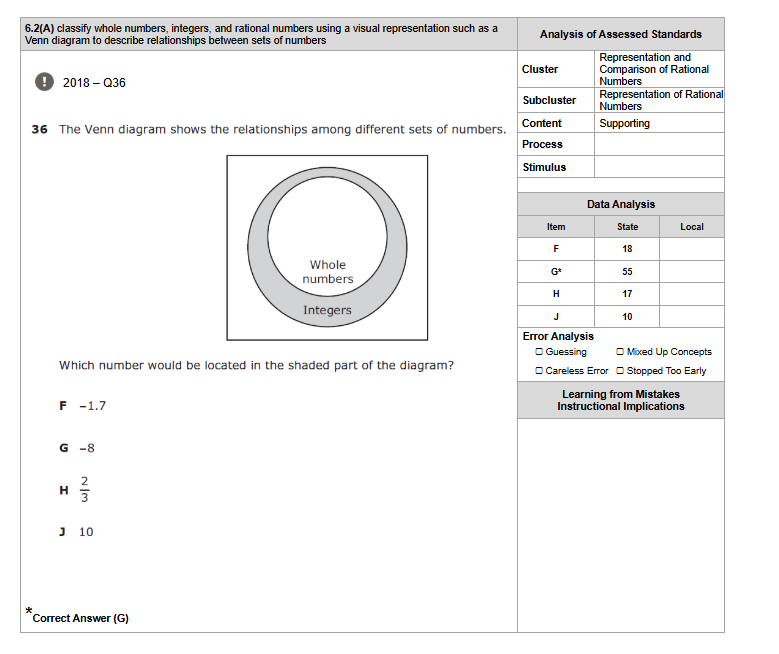 6.2(A) classify whole numbers, integers, and rational numbers using a visual representation such as a
Venn diagram to describe relationships between sets of numbers
! 2018 – Q36
36 The Venn diagram shows the relationships among different sets of numbers.
Whole
numbers
Integers
Which number would be located in the shaded part of the diagram?
F −1.7
G −8
H 2/3
J 10
*Correct Answer (G)
Analysis of Assessed Standards
Cluster
Representation and
Comparison of Rational
Numbers
Subcluster
Representation of Rational
Numbers
Content Supporting
Process
Stimulus
Data Analysis
Item State Local
F 18
G* 55
H 17
J 10
Error Analysis
☐ Guessing ☐ Mixed Up Concepts
☐ Careless Error ☐ Stopped Too Early
Learning from Mistakes
Instructional Implications